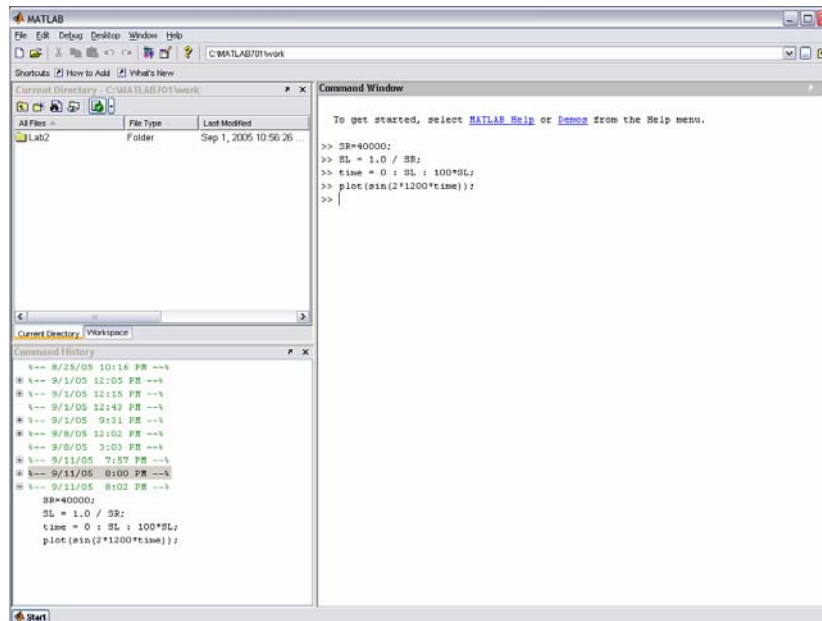 MATLAB
File Edit Debug Desktop Window Help
C:\MATLAB701\work
Shortcuts How to Add What's New
Current Directory - C:\MATLAB701\work
All Files File Type Last Modified
Lab2 Folder Sep 1, 2005 10:56:26 ...
Current Directory Workspace
Command History
%-- 8/25/05 10:16 PM --%
%-- 9/1/05 12:05 PM --%
%-- 9/1/05 12:15 PM --%
%-- 9/1/05 12:43 PM --%
%-- 9/1/05 9:31 PM --%
%-- 9/8/05 12:02 PM --%
%-- 9/8/05 3:03 PM --%
%-- 9/11/05 7:57 PM --%
%-- 9/11/05 8:00 PM --%
%-- 9/11/05 8:02 PM --%
SR=40000;
SL = 1.0 / SR;
time = 0 : SL : 100*SL;
plot(sin(2*1200*time));
Command Window
To get started, select MATLAB Help or Demos from the Help menu.
>> SR=40000;
>> SL = 1.0 / SR;
>> time = 0 : SL : 100*SL;
>> plot(sin(2*1200*time));
>>
Start